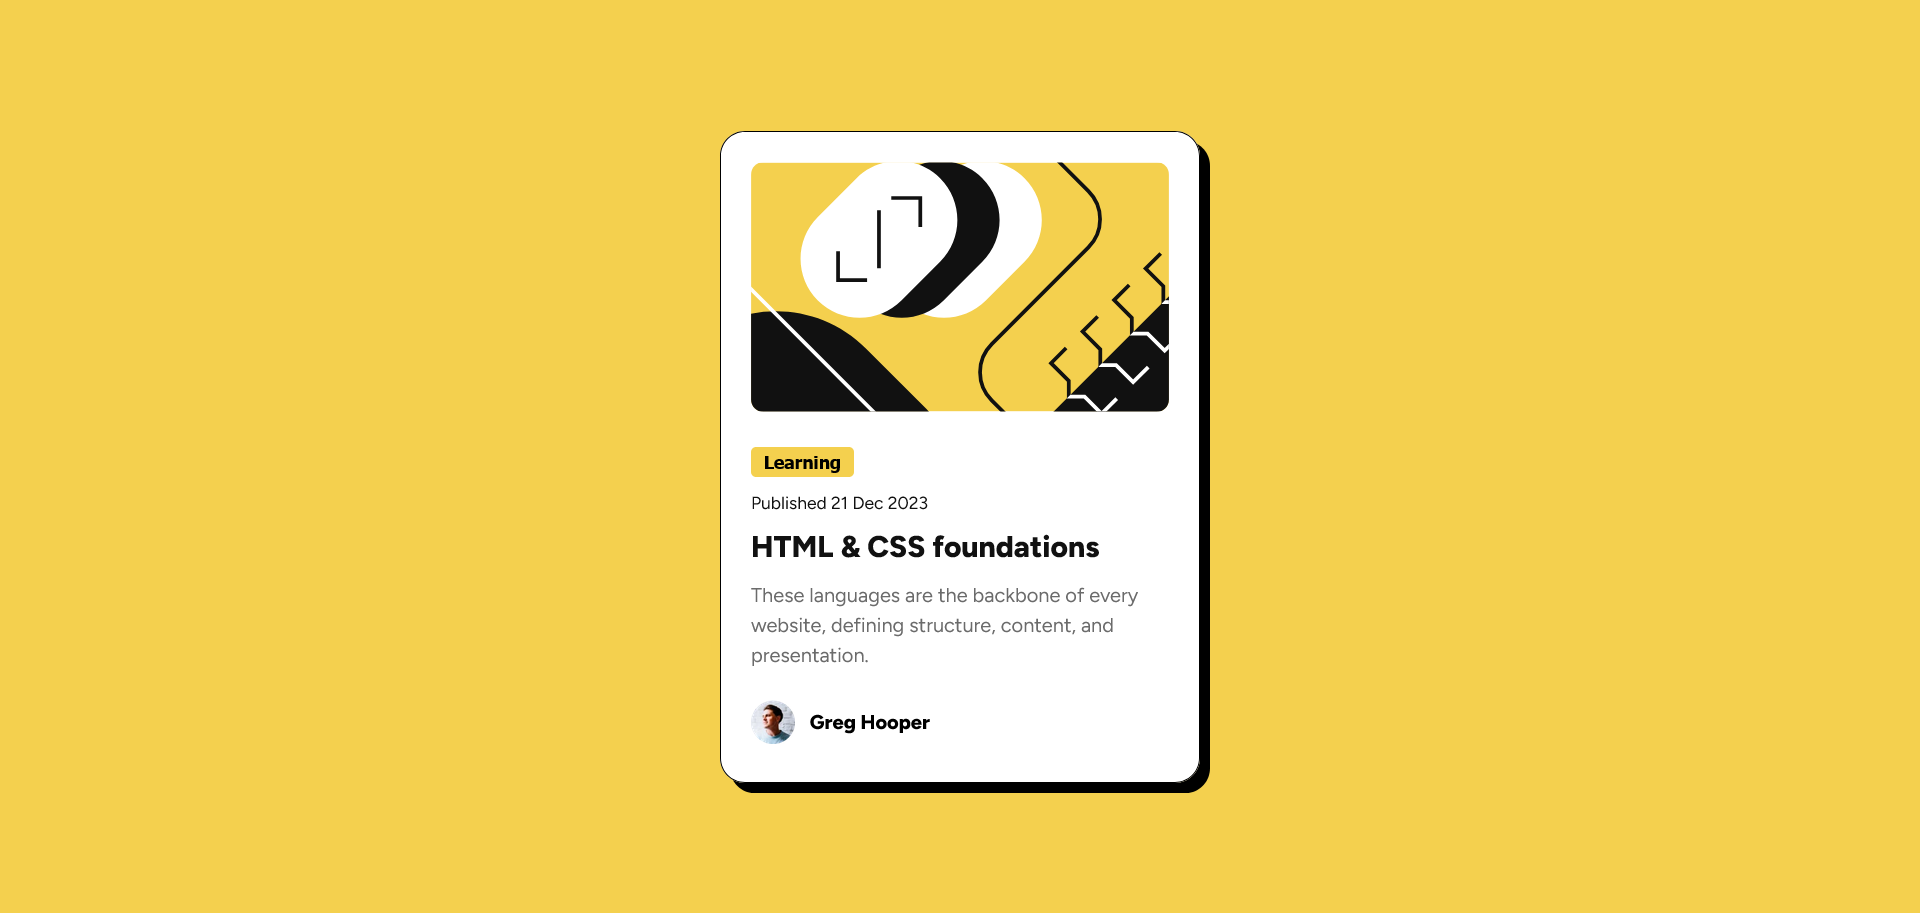 Learning
Published 21 Dec 2023
HTML & CSS foundations
These languages are the backbone of every
website, defining structure, content, and
presentation.
Greg Hooper